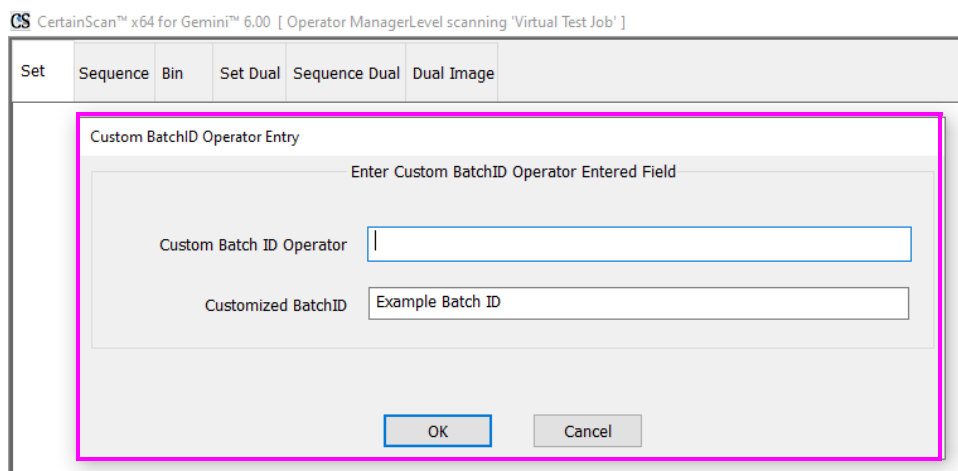 CS CertainScan™ x64 for Gemini™ 6.00 [ Operator ManagerLevel scanning 'Virtual Test Job' ]
Set Sequence Bin Set Dual Sequence Dual Dual Image
Custom BatchID Operator Entry
Enter Custom BatchID Operator Entered Field
Custom Batch ID Operator
Customized BatchID Example Batch ID
OK Cancel